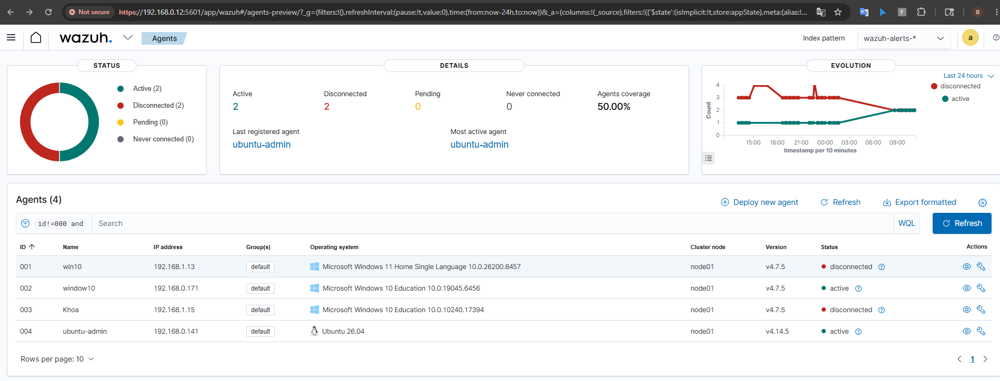 Not secure https://192.168.0.12:5601/app/wazuh#/agents-preview/?_g=(filters:!(),refreshInterval:(pause:!t,value:0),time:(from:now-24h,to:now))&_a=(columns:!(_source),filters:!(('$state':(isImplicit:!t,store:appState),meta:(alias:!... B
wazuh. Agents Index pattern wazuh-alerts-* a
STATUS
Active (2)
Disconnected (2)
Pending (0)
Never connected (0)
DETAILS
Active Disconnected Pending Never connected Agents coverage
2 2 0 0 50.00%
Last registered agent Most active agent
ubuntu-admin ubuntu-admin
EVOLUTION
Last 24 hours
disconnected
active
Count
4
3
2
1
0
15:00 18:00 21:00 00:00 03:00 06:00 09:00
timestamp per 10 minutes
Agents (4) Deploy new agent Refresh Export formatted
id!=000 and Search WQL Refresh
ID Name IP address Group(s) Operating system Cluster node Version Status Actions
001 win10 192.168.1.13 default Microsoft Windows 11 Home Single Language 10.0.26200.8457 node01 v4.7.5 disconnected
002 window10 192.168.0.171 default Microsoft Windows 10 Education 10.0.19045.6456 node01 v4.7.5 active
003 Khoa 192.168.1.15 default Microsoft Windows 10 Education 10.0.10240.17394 node01 v4.7.5 disconnected
004 ubuntu-admin 192.168.0.141 default Ubuntu 26.04 node01 v4.14.5 active
Rows per page: 10 1